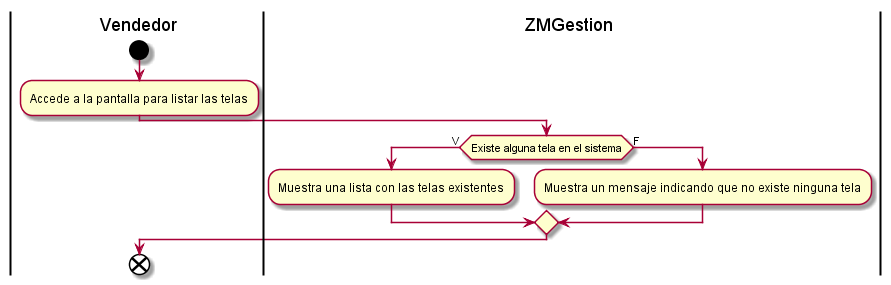 Vendedor
ZMGestion
Accede a la pantalla para listar las telas
V
Existe alguna tela en el sistema
F
Muestra una lista con las telas existentes
Muestra un mensaje indicando que no existe ninguna tela